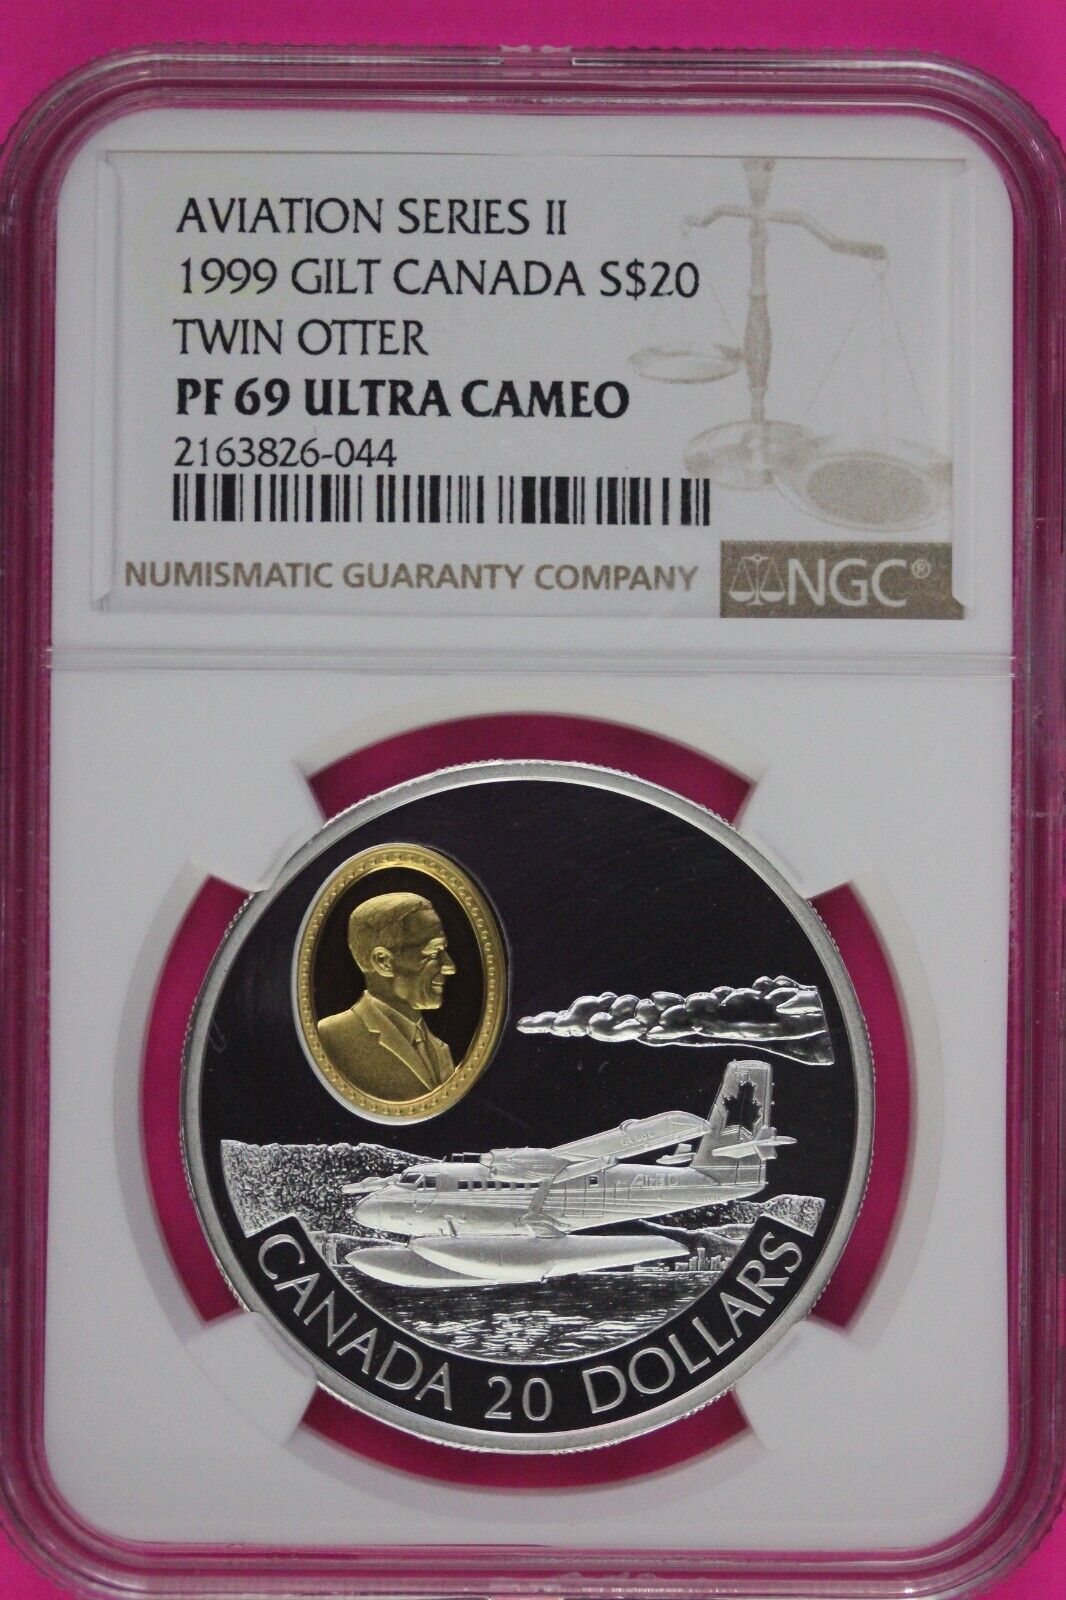 AVIATION SERIES II
1999 GILT CANADA S$20
TWIN OTTER
PF 69 ULTRA CAMEO
2163826-044
NUMISMATIC GUARANTY COMPANY
NGC®
CANADA 20 DOLLARS